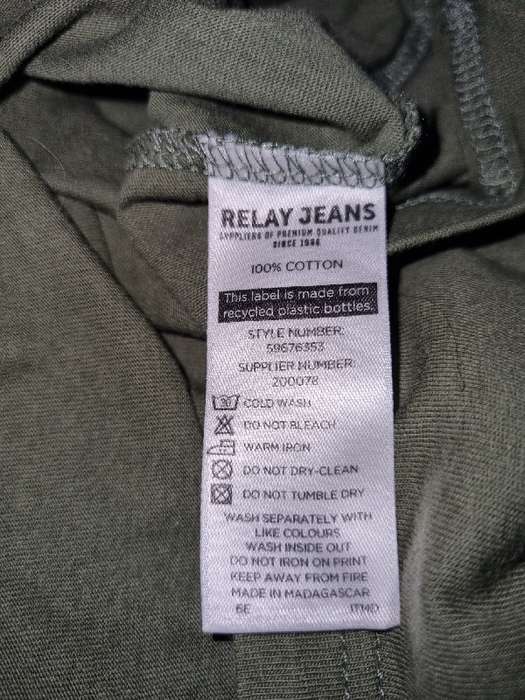 RELAY JEANS
SUPPLIERS OF PREMIUM QUALITY DENIM
SINCE 1986
100% COTTON
This label is made from
recycled plastic bottles.
STYLE NUMBER:
59676353
SUPPLIER NUMBER:
200078
30 COLD WASH
DO NOT BLEACH
WARM IRON
DO NOT DRY-CLEAN
DO NOT TUMBLE DRY
WASH SEPARATELY WITH
LIKE COLOURS
WASH INSIDE OUT
DO NOT IRON ON PRINT
KEEP AWAY FROM FIRE
MADE IN MADAGASCAR
6E ITMD